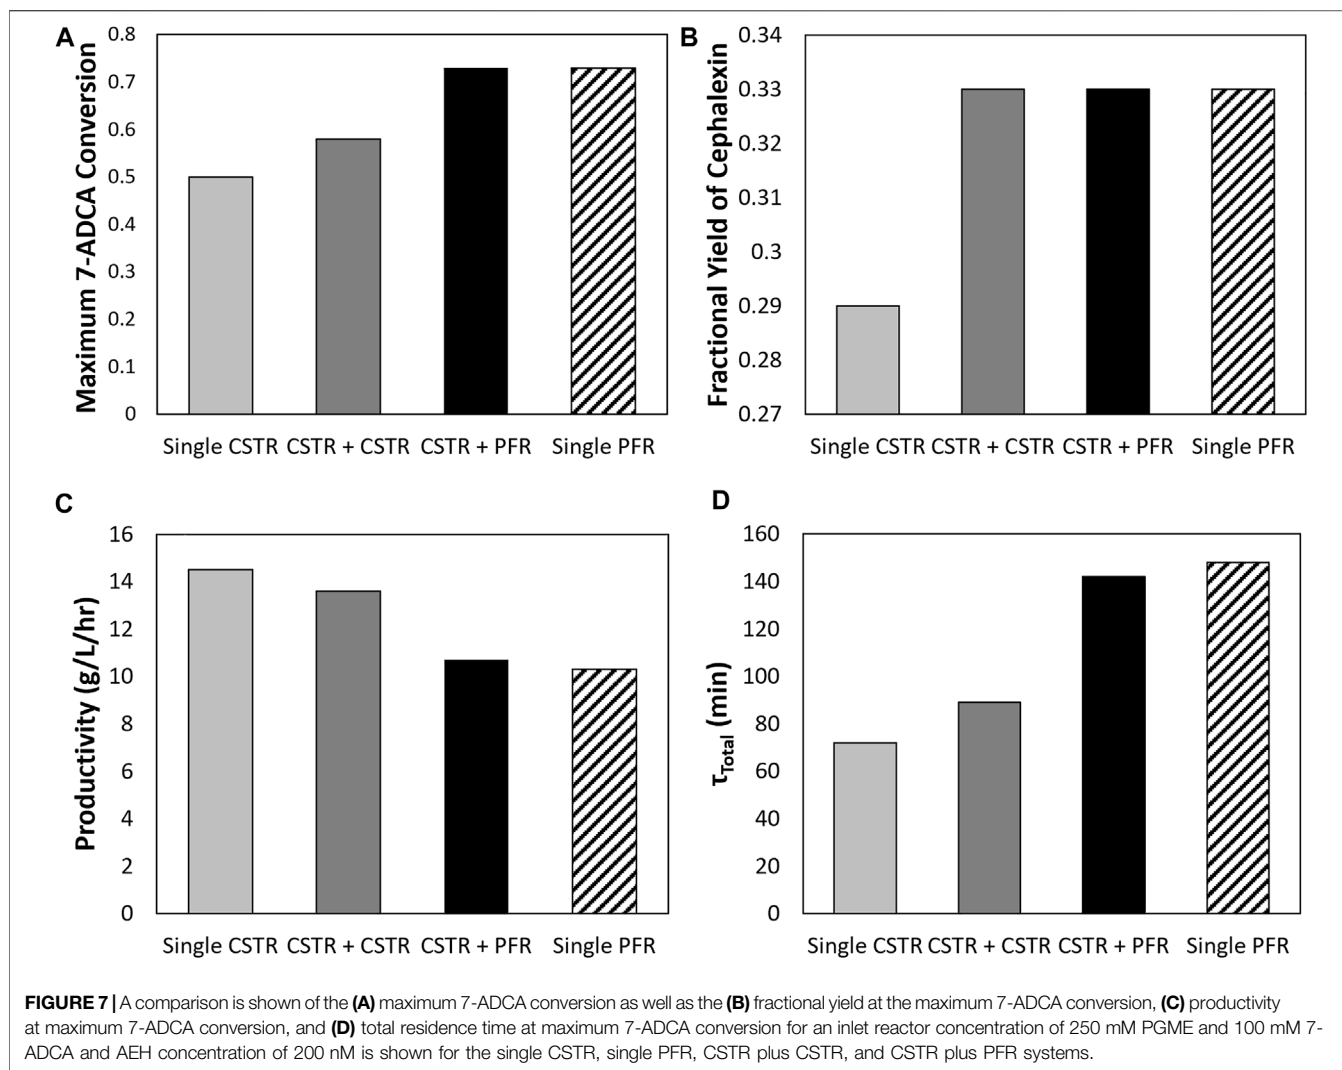 A
Maximum 7-ADCA Conversion
0.8
0.7
0.6
0.5
0.4
0.3
0.2
0.1
0
Single CSTR CSTR + CSTR CSTR + PFR Single PFR
B
Fractional Yield of Cephalexin
0.34
0.33
0.32
0.31
0.3
0.29
0.28
0.27
Single CSTR CSTR + CSTR CSTR + PFR Single PFR
C
Productivity (g/L/hr)
16
14
12
10
8
6
4
2
0
Single CSTR CSTR + CSTR CSTR + PFR Single PFR
D
τTotal (min)
160
140
120
100
80
60
40
20
0
Single CSTR CSTR + CSTR CSTR + PFR Single PFR
FIGURE 7 | A comparison is shown of the (A) maximum 7-ADCA conversion as well as the (B) fractional yield at the maximum 7-ADCA conversion, (C) productivity
at maximum 7-ADCA conversion, and (D) total residence time at maximum 7-ADCA conversion for an inlet reactor concentration of 250 mM PGME and 100 mM 7-
ADCA and AEH concentration of 200 nM is shown for the single CSTR, single PFR, CSTR plus CSTR, and CSTR plus PFR systems.